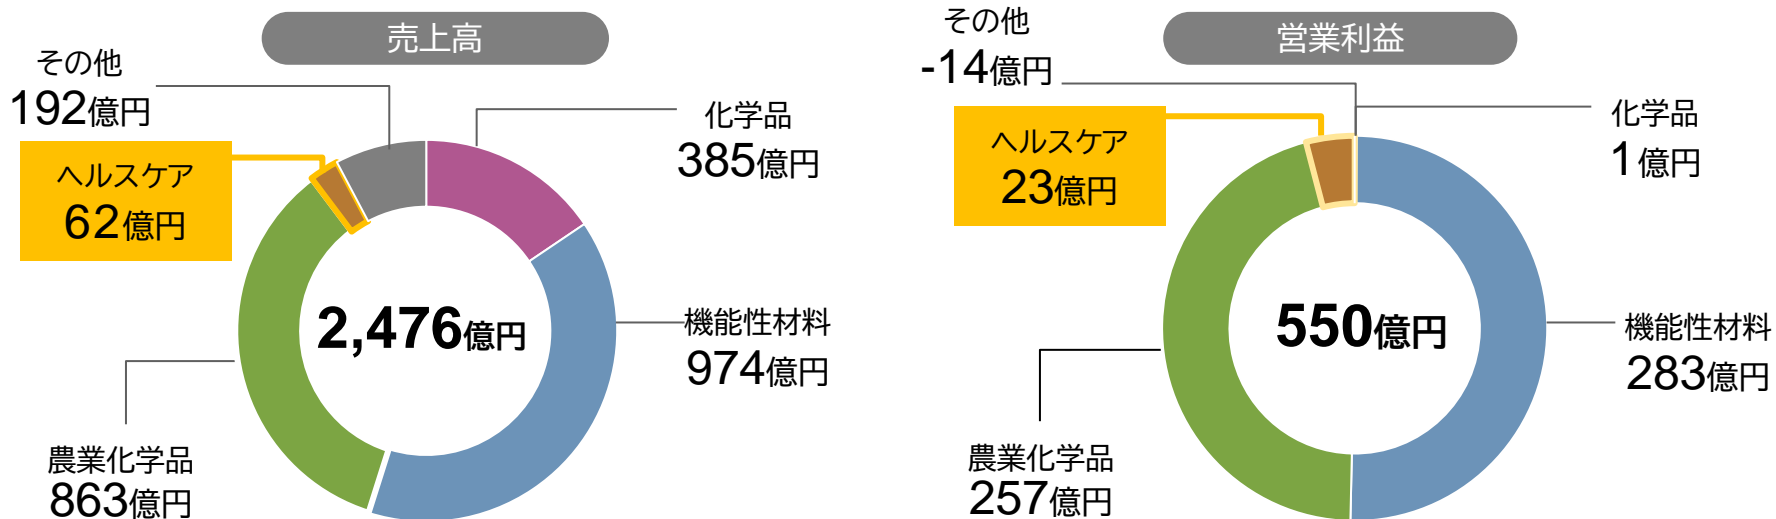 売上高
その他
192億円
化学品
385億円
ヘルスケア
62億円
2,476億円
機能性材料
974億円
農業化学品
863億円
営業利益
その他
-14億円
化学品
1億円
ヘルスケア
23億円
550億円
機能性材料
283億円
農業化学品
257億円